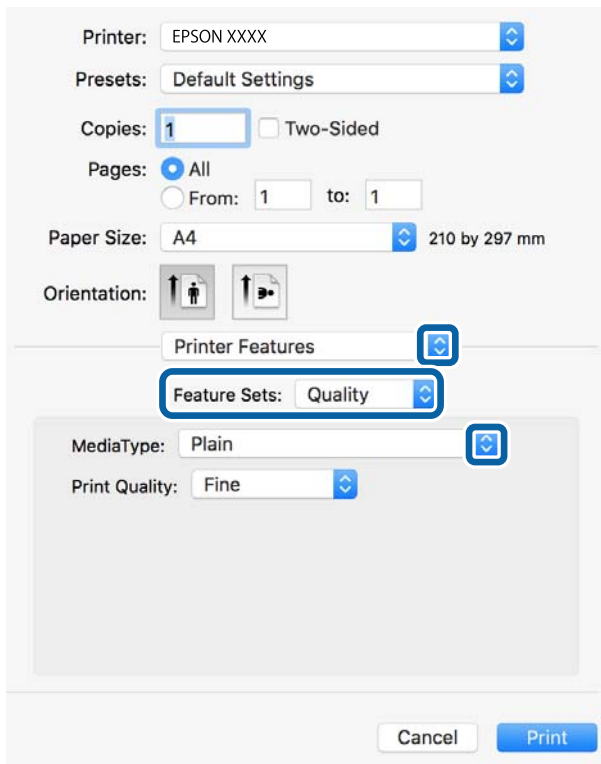 Printer: EPSON XXXX
Presets: Default Settings
Copies: 1 Two-Sided
Pages: All
From: 1 to: 1
Paper Size: A4 210 by 297 mm
Orientation:
Printer Features
Feature Sets: Quality
MediaType: Plain
Print Quality: Fine
Cancel Print